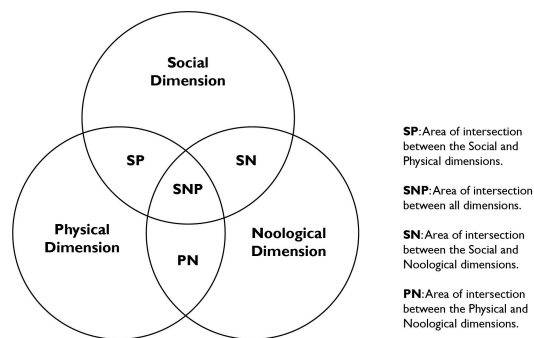 Social
Dimension
SP
SN
SNP
Physical
Dimension
Noological
Dimension
PN
SP: Area of intersection
between the Social and
Physical dimensions.
SNP: Area of intersection
between all dimensions.
SN: Area of intersection
between the Social and
Noological dimensions.
PN: Area of intersection
between the Physical and
Noological dimensions.